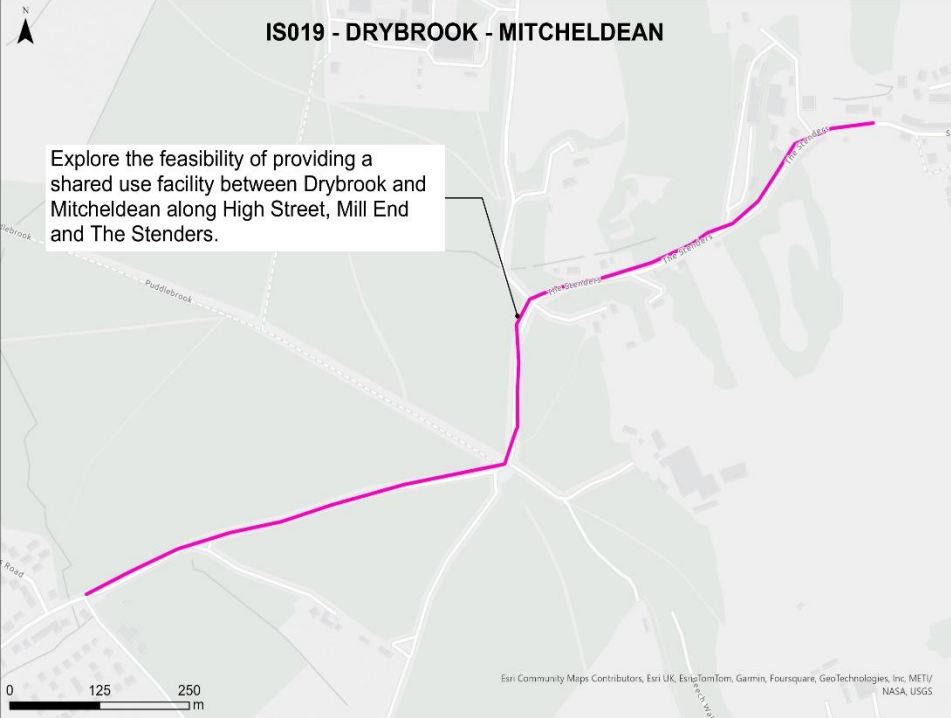 N
IS019 - DRYBROOK - MITCHELDEAN
The Stenders
S
Explore the feasibility of providing a
shared use facility between Drybrook and
Mitcheldean along High Street, Mill End
and The Stenders.
dlebrook
The Stenders
Puddlebrook
The Stenders
s Road
0 125 250
m
Esri Community Maps Contributors, Esri UK, Esri, TomTom, Garmin, Foursquare, GeoTechnologies, Inc, METI/
NASA, USGS